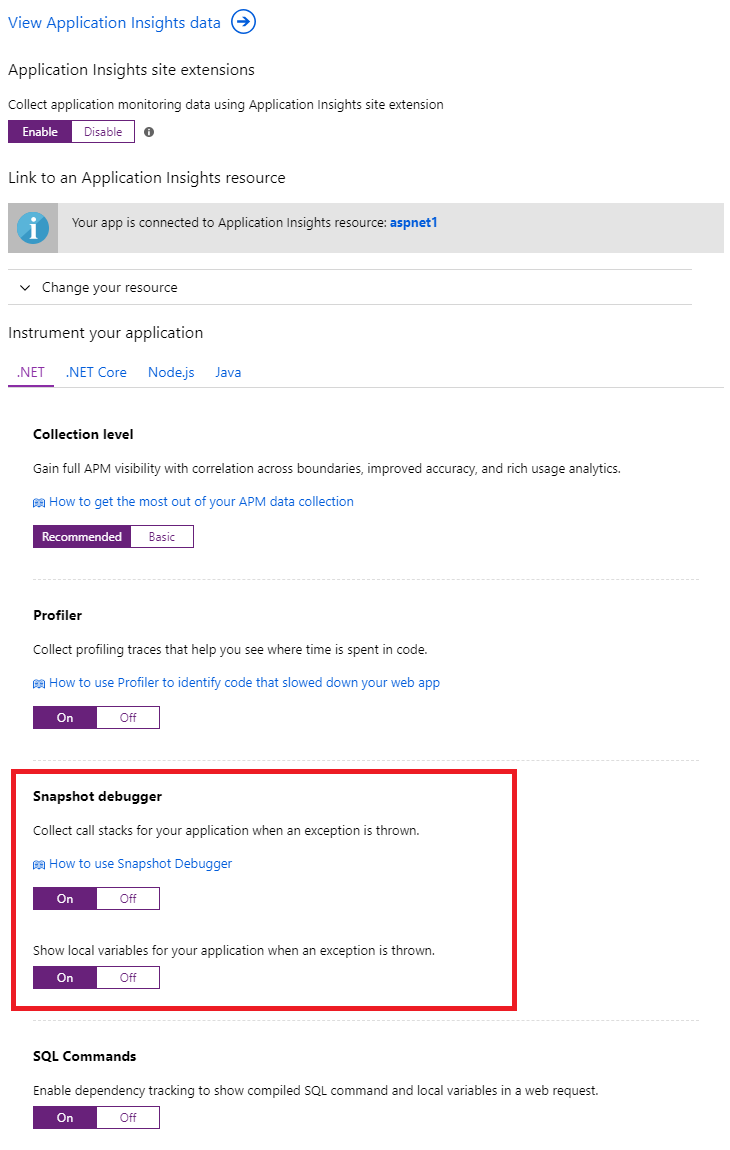 View Application Insights data
Application Insights site extensions
Collect application monitoring data using Application Insights site extension
Enable Disable
Link to an Application Insights resource
Your app is connected to Application Insights resource: aspnet1
Change your resource
Instrument your application
.NET .NET Core Node.js Java
Collection level
Gain full APM visibility with correlation across boundaries, improved accuracy, and rich usage analytics.
How to get the most out of your APM data collection
Recommended Basic
Profiler
Collect profiling traces that help you see where time is spent in code.
How to use Profiler to identify code that slowed down your web app
On Off
Snapshot debugger
Collect call stacks for your application when an exception is thrown.
How to use Snapshot Debugger
On Off
Show local variables for your application when an exception is thrown.
On Off
SQL Commands
Enable dependency tracking to show compiled SQL command and local variables in a web request.
On Off